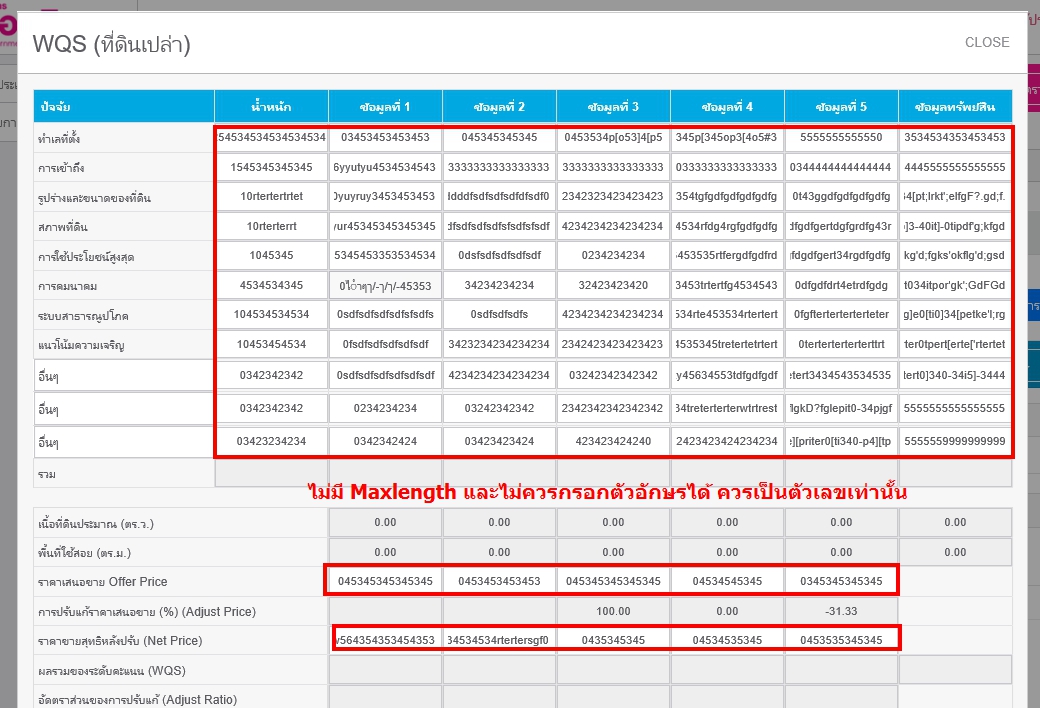 WQS (ที่ดินเปล่า)
CLOSE
ปัจจัย น้ำหนัก ข้อมูลที่ 1 ข้อมูลที่ 2 ข้อมูลที่ 3 ข้อมูลที่ 4 ข้อมูลที่ 5 ข้อมูลทรัพย์สิน
ทำเลที่ตั้ง 54534534534534534 03453453453453 045345345345 0453534p[o53]4[p5 345p[345op3[4o5#3 5555555555550 3534534353453453
การเข้าถึง 1545345345345 6yyutyu4534534543 3333333333333333 3333333333333333 0333333333333333 0344444444444444 4445555555555555
รูปร่างและขนาดของที่ดิน 10rtertertrtet 0yuyruy3453453453 ldddfsdfsdfsdfsdfsdf0 2342323423423423 354tgfgdfgdfgdfgdfg 0t43ggdfgdfgdfgdfg i4[pt;lrkt';elfgF?.gd;f.
สภาพที่ดิน 10rterterrt yur45345345345345 dfsdfsdfsdfsdfsdfsdf 4234234234234234 4534rfdg4rgfgdfgdfg dfgdfgertdgfgrdfg43r o]3-40it]-0tipdf'g;kfgd
การใช้ประโยชน์สูงสุด 1045345 5345453353534534 0dsfsdfsdfsdfsdf 0234234234 453535rtfergdfgdfrd fdgdfgert34rgdfgdfg kg'd;fgks'okflg'd;gsd
การคมนาคม 4534534345 34234234234 32423423420 3453trtertfg4534543 0dfgdfdrt4etrdfgdg t034itpor'gk';GdFGd
ระบบสาธารณูปโภค 104534534534 0sdfsdfsdfsdfsdfsdfs 0sdfsdfsdfs 4234234234234234 534rte453534rtertert 0fgfterterterterteter g]e0[ti0]34[petke'l;rg
แนวโน้มความเจริญ 10453454534 0fsdfsdfsdfsdfsdf 3423234234234234 2342423423423423 4535345tretertetrtert 0terterterterterttrt ter0tpert[erte['rtertet
อื่นๆ 0342342342 0sdfsdfsdfsdfsdfsdf 4234234234234234 03242342342342 y45634553tdfgdfgdf etert3434543534535 tert0]340-34i5]-3444
อื่นๆ 0342342342 0234234234 03242342342 2342342342342342 34treterterterwtrtrest flgkD?fglepit0-34pjgf 5555555555555555
อื่นๆ 03423234234 0342342424 03423423424 423423424240 2423423424234234 e][priter0[ti340-p4][tp 5555559999999999
รวม
ไม่มี Maxlength และไม่ควรกรอกตัวอักษรได้ ควรเป็นตัวเลขเท่านั้น
เนื้อที่ดินประมาณ (ตร.ว.) 0.00 0.00 0.00 0.00 0.00 0.00
พื้นที่ใช้สอย (ตร.ม.) 0.00 0.00 0.00 0.00 0.00 0.00
ราคาเสนอขาย Offer Price 045345345345345 0453453453453 045345345345345 04534545345 0345345345345
การปรับแก้ราคาเสนอขาย (%) (Adjust Price) 100.00 0.00 -31.33
ราคาขายสุทธิหลังปรับ (Net Price) v564354353454353 34534534rtertersgf0 0435345345 04534535345 0453535345345
ผลรวมของระดับคะแนน (WQS)
อัตราส่วนของการปรับแก้ (Adjust Ratio)